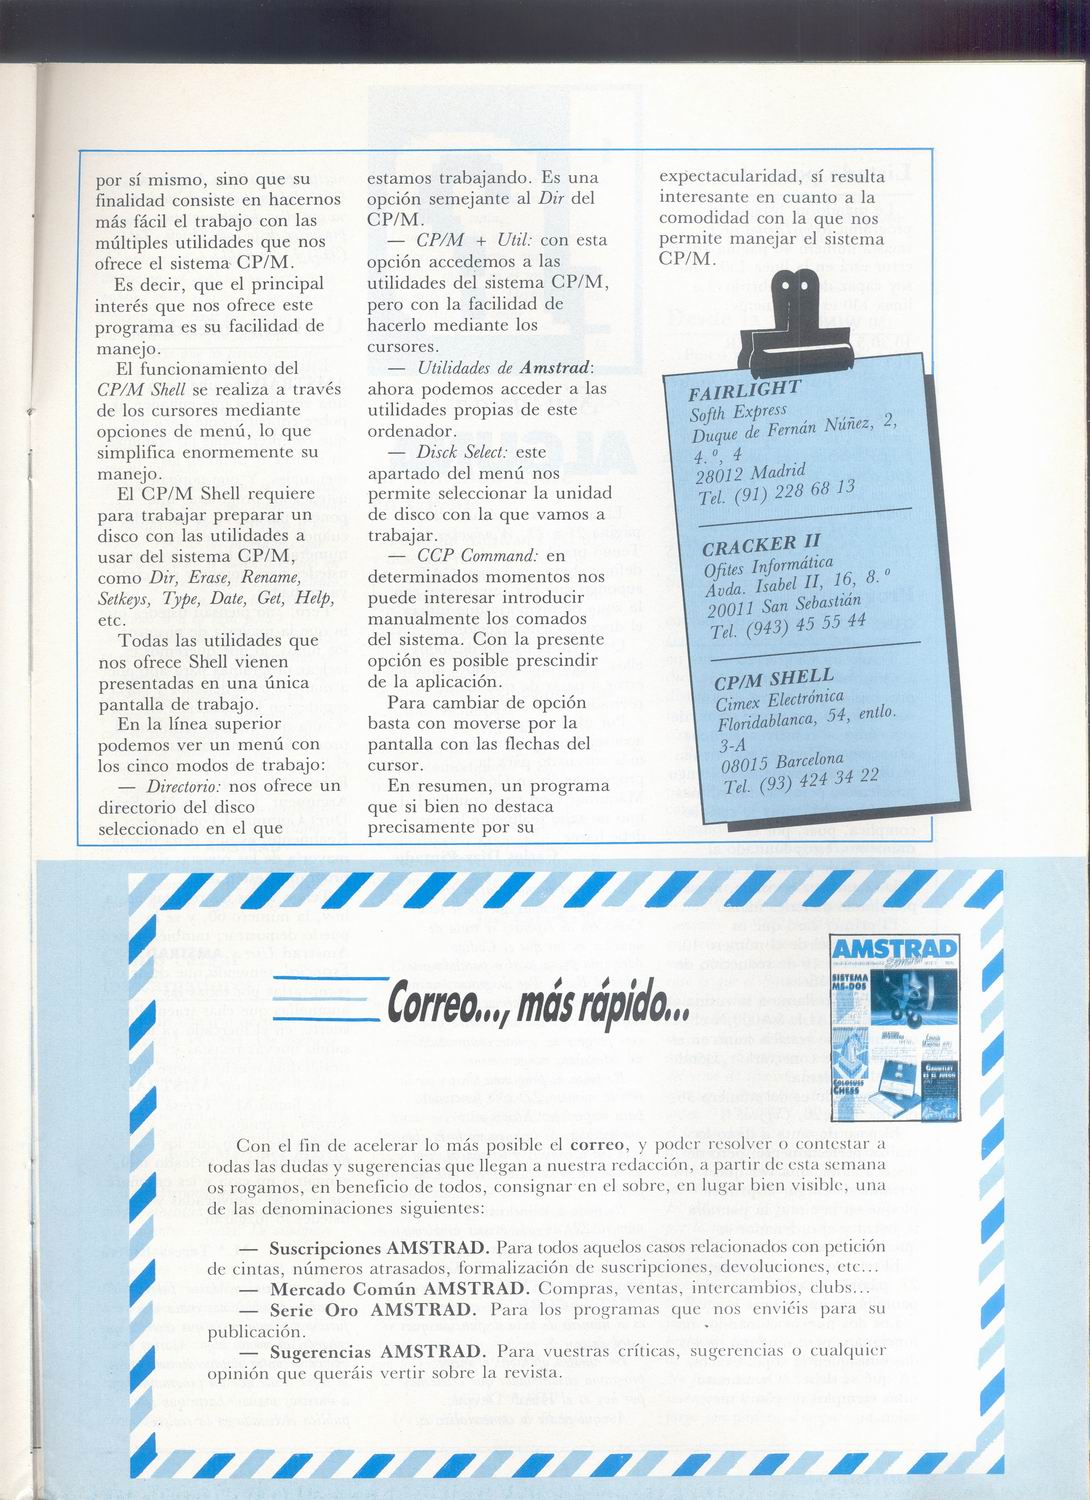 por sí mismo, sino que su
finalidad consiste en hacernos
más fácil el trabajo con las
múltiples utilidades que nos
ofrece el sistema CP/M.
Es decir, que el principal
interés que nos ofrece este
programa es su facilidad de
manejo.
El funcionamiento del
CP/M Shell se realiza a través
de los cursores mediante
opciones de menú, lo que
simplifica enormemente su
manejo.
El CP/M Shell requiere
para trabajar preparar un
disco con las utilidades a
usar del sistema CP/M,
como Dir, Erase, Rename,
Setkeys, Type, Date, Get, Help,
etc.
Todas las utilidades que
nos ofrece Shell vienen
presentadas en una única
pantalla de trabajo.
En la línea superior
podemos ver un menú con
los cinco modos de trabajo:
— Directorio: nos ofrece un
directorio del disco
seleccionado en el que
estamos trabajando. Es una
opción semejante al Dir del
CP/M.
— CP/M + Util: con esta
opción accedemos a las
utilidades del sistema CP/M,
pero con la facilidad de
hacerlo mediante los
cursores.
— Utilidades de Amstrad:
ahora podemos acceder a las
utilidades propias de este
ordenador.
— Disck Select: este
apartado del menú nos
permite seleccionar la unidad
de disco con la que vamos a
trabajar.
— CCP Command: en
determinados momentos nos
puede interesar introducir
manualmente los comados
del sistema. Con la presente
opción es posible prescindir
de la aplicación.
Para cambiar de opción
basta con moverse por la
pantalla con las flechas del
cursor.
En resumen, un programa
que si bien no destaca
precisamente por su
expectacularidad, sí resulta
interesante en cuanto a la
comodidad con la que nos
permite manejar el sistema
CP/M.
FAIRLIGHT
Softh Express
Duque de Fernán Núñez, 2,
4.º, 4
28012 Madrid
Tel. (91) 228 68 13
CRACKER II
Ofites Informática
Avda. Isabel II, 16, 8.º
20011 San Sebastián
Tel. (943) 45 55 44
CP/M SHELL
Cimex Electrónica
Floridablanca, 54, entlo.
3-A
08015 Barcelona
Tel. (93) 424 34 22
Correo..., más rápido...
AMSTRAD
SISTEMA
MS-DOS
COLOSSUS
CHESS
GAUNTLET
ES EL JUEGO
Con el fin de acelerar lo más posible el correo, y poder resolver o contestar a
todas las dudas y sugerencias que llegan a nuestra redacción, a partir de esta semana
os rogamos, en beneficio de todos, consignar en el sobre, en lugar bien visible, una
de las denominaciones siguientes:
— Suscripciones AMSTRAD. Para todos aquelos casos relacionados con petición
de cintas, números atrasados, formalización de suscripciones, devoluciones, etc...
— Mercado Común AMSTRAD. Compras, ventas, intercambios, clubs...
— Serie Oro AMSTRAD. Para los programas que nos enviéis para su
publicación.
— Sugerencias AMSTRAD. Para vuestras críticas, sugerencias o cualquier
opinión que queráis vertir sobre la revista.